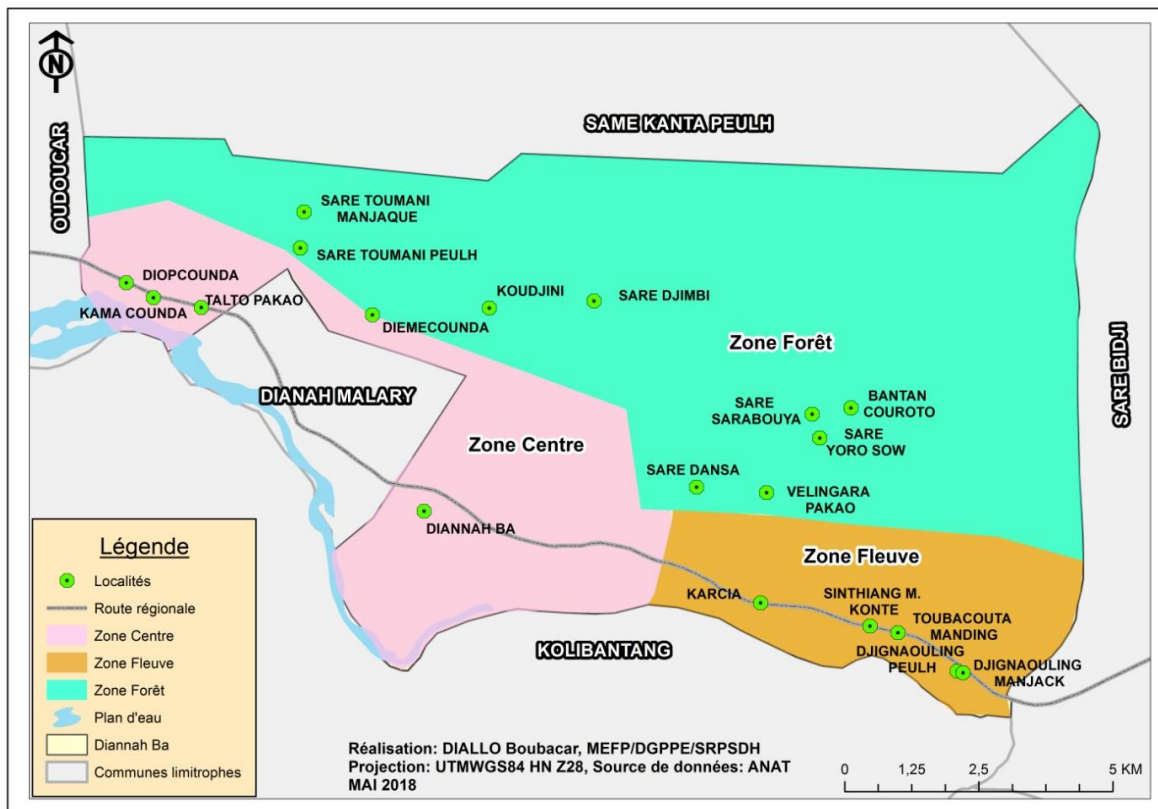 N
SAME KANTA PEULH
OUDOUCAR
SARE TOUMANI
MANJAQUE
SARE TOUMANI PEULH
DIOPCOUNDA
KAMA COUNDA
TALTO PAKAO
KOUDJINI
SARE DJIMBI
DIEMECOUNDA
Zone Forêt
SARE BIDJI
DIANAH MALARY
SARE
SARABOUYA
BANTAN
COUROTO
SARE
YORO SOW
Zone Centre
SARE DANSA
VELINGARA
PAKAO
DIANNAH BA
Zone Fleuve
KARCIA
SINTHIANG M.
KONTE
TOUBACOUTA
MANDING
DJIGNAOULING
PEULH
DJIGNAOULING
MANJACK
KOLIBANTANG
Légende
Localités
Route régionale
Zone Centre
Zone Fleuve
Zone Forêt
Plan d'eau
Diannah Ba
Communes limitrophes
Réalisation: DIALLO Boubacar, MEFP/DGPPE/SRPSDH
Projection: UTMWGS84 HN Z28, Source de données: ANAT
MAI 2018
0 1,25 2,5 5 KM